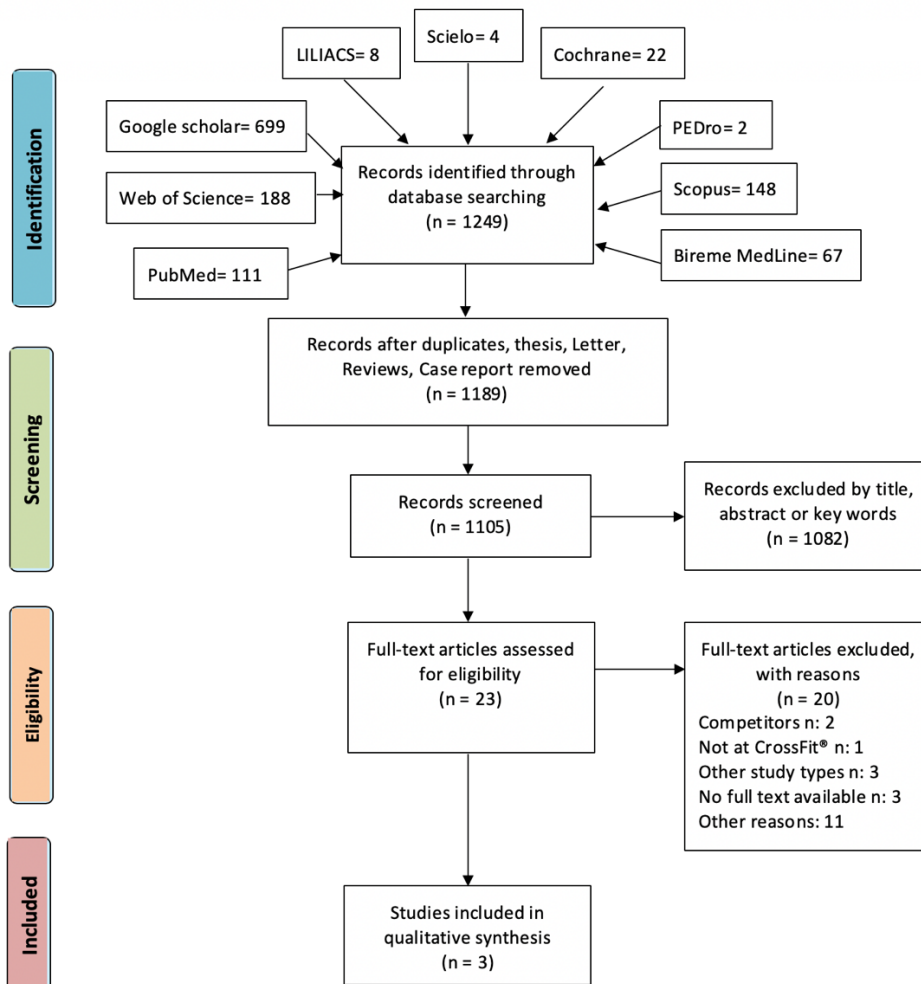 Scielo= 4
LILIACS= 8
Cochrane= 22
Google scholar= 699
PEDro= 2
Web of Science= 188
Records identified through
database searching
(n = 1249)
Scopus= 148
PubMed= 111
Bireme MedLine= 67
Identification
Records after duplicates, thesis, Letter,
Reviews, Case report removed
(n = 1189)
Screening
Records screened
(n = 1105)
Records excluded by title,
abstract or key words
(n = 1082)
Eligibility
Full-text articles assessed
for eligibility
(n = 23)
Full-text articles excluded,
with reasons
(n = 20)
Competitors n: 2
Not at CrossFit® n: 1
Other study types n: 3
No full text available n: 3
Other reasons: 11
Included
Studies included in
qualitative synthesis
(n = 3)